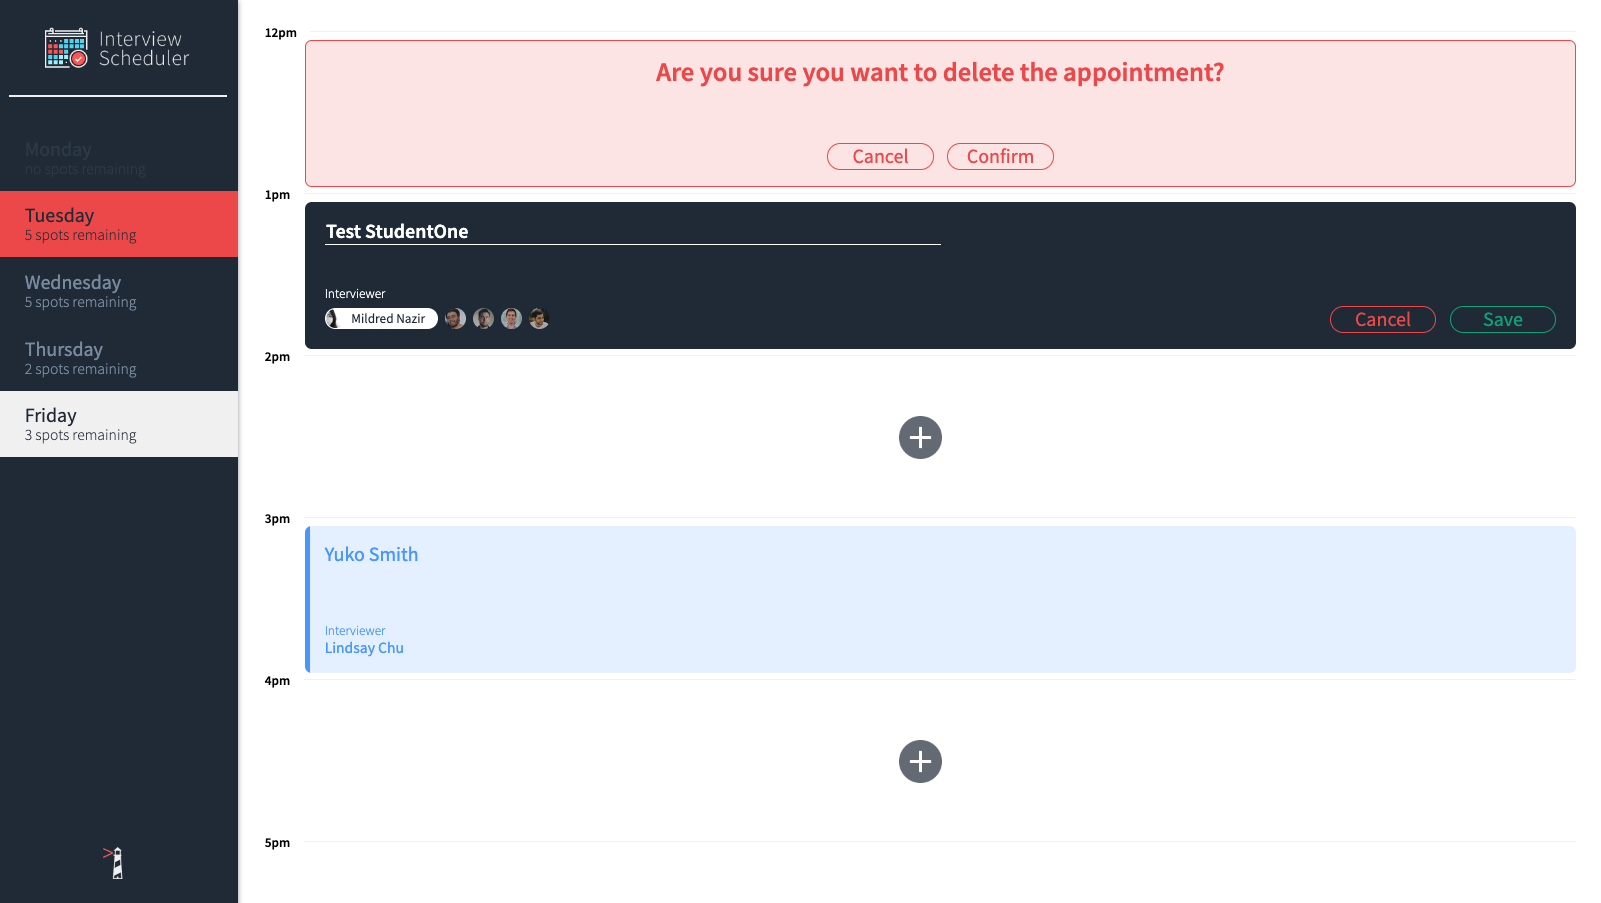 Interview
Scheduler
Monday
no spots remaining
Tuesday
5 spots remaining
Wednesday
5 spots remaining
Thursday
2 spots remaining
Friday
3 spots remaining
12pm
Are you sure you want to delete the appointment?
Cancel Confirm
1pm
Test StudentOne
Interviewer
Mildred Nazir
Cancel Save
2pm
3pm
Yuko Smith
Interviewer
Lindsay Chu
4pm
5pm